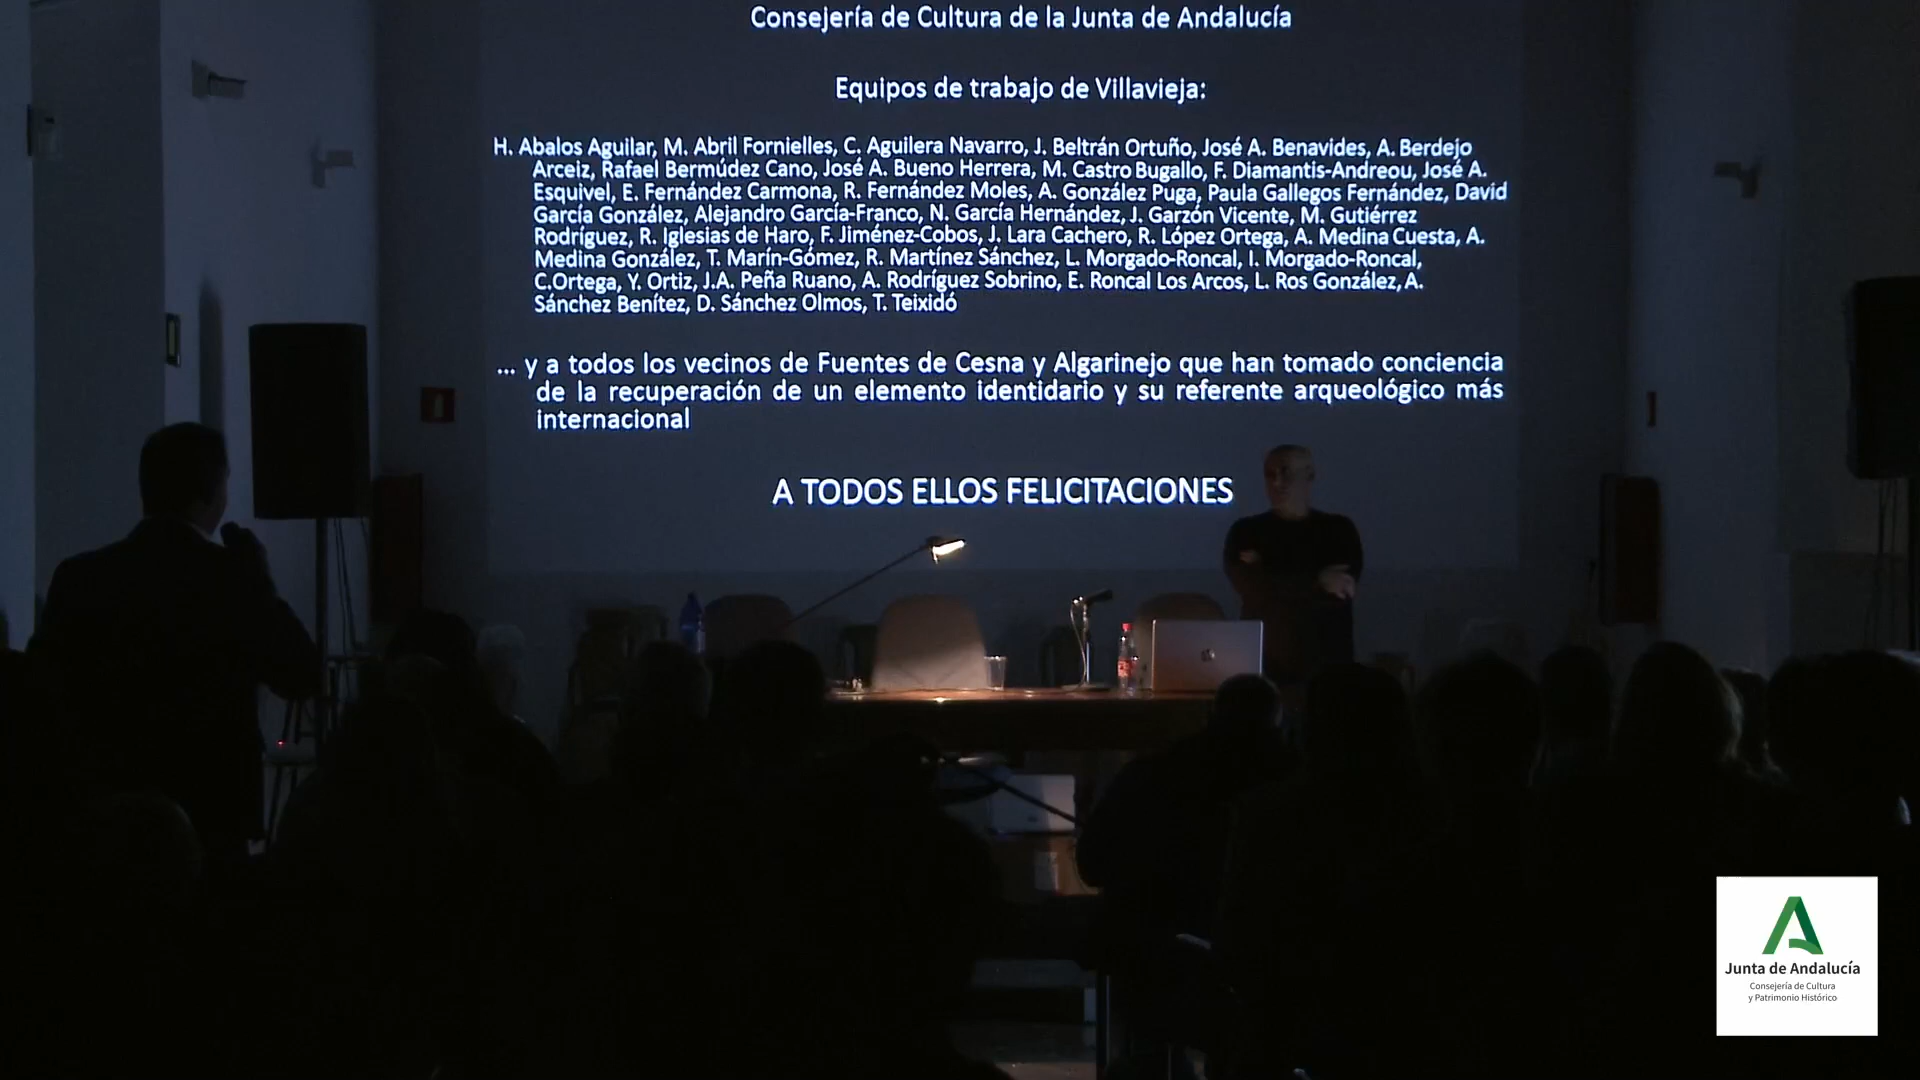 Consejería de Cultura de la Junta de Andalucía
Equipos de trabajo de Villavieja:
H. Abalos Aguilar, M. Abril Fornielles, C. Aguilera Navarro, J. Beltrán Ortuño, José A. Benavides, A. Berdejo
Arceiz, Rafael Bermúdez Cano, José A. Bueno Herrera, M. Castro Bugallo, F. Diamantis-Andreou, José A.
Esquivel, E. Fernández Carmona, R. Fernández Moles, A. González Puga, Paula Gallegos Fernández, David
García González, Alejandro García-Franco, N. García Hernández, J. Garzón Vicente, M. Gutiérrez
Rodríguez, R. Iglesias de Haro, F. Jiménez-Cobos, J. Lara Cachero, R. López Ortega, A. Medina Cuesta, A.
Medina González, T. Marín-Gómez, R. Martínez Sánchez, L. Morgado-Roncal, I. Morgado-Roncal,
C.Ortega, Y. Ortiz, J.A. Peña Ruano, A. Rodríguez Sobrino, E. Roncal Los Arcos, L. Ros González, A.
Sánchez Benítez, D. Sánchez Olmos, T. Teixidó
... y a todos los vecinos de Fuentes de Cesna y Algarinejo que han tomado conciencia
de la recuperación de un elemento identidario y su referente arqueológico más
internacional
A TODOS ELLOS FELICITACIONES
Junta de Andalucía
Consejería de Cultura
y Patrimonio Histórico